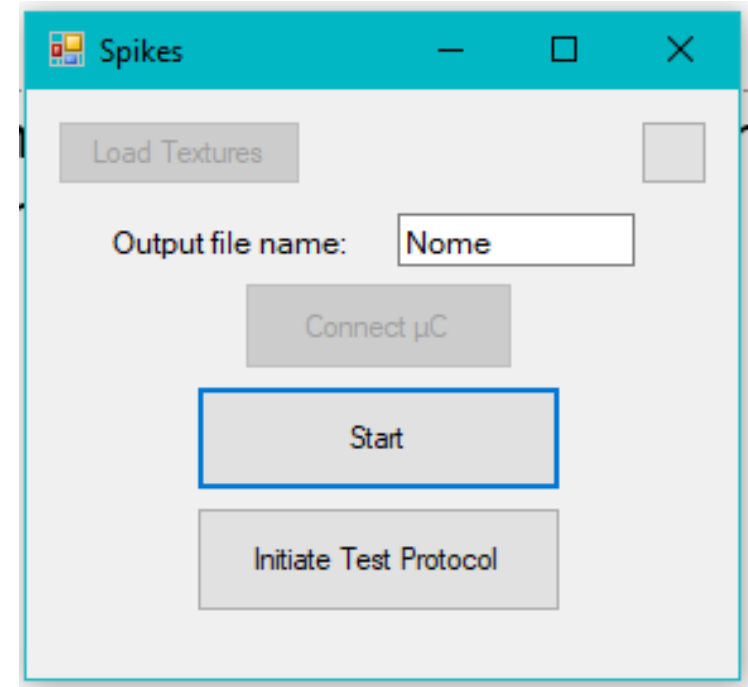 Spikes
Load Textures
Output file name: Nome
Connect µC
Start
Initiate Test Protocol